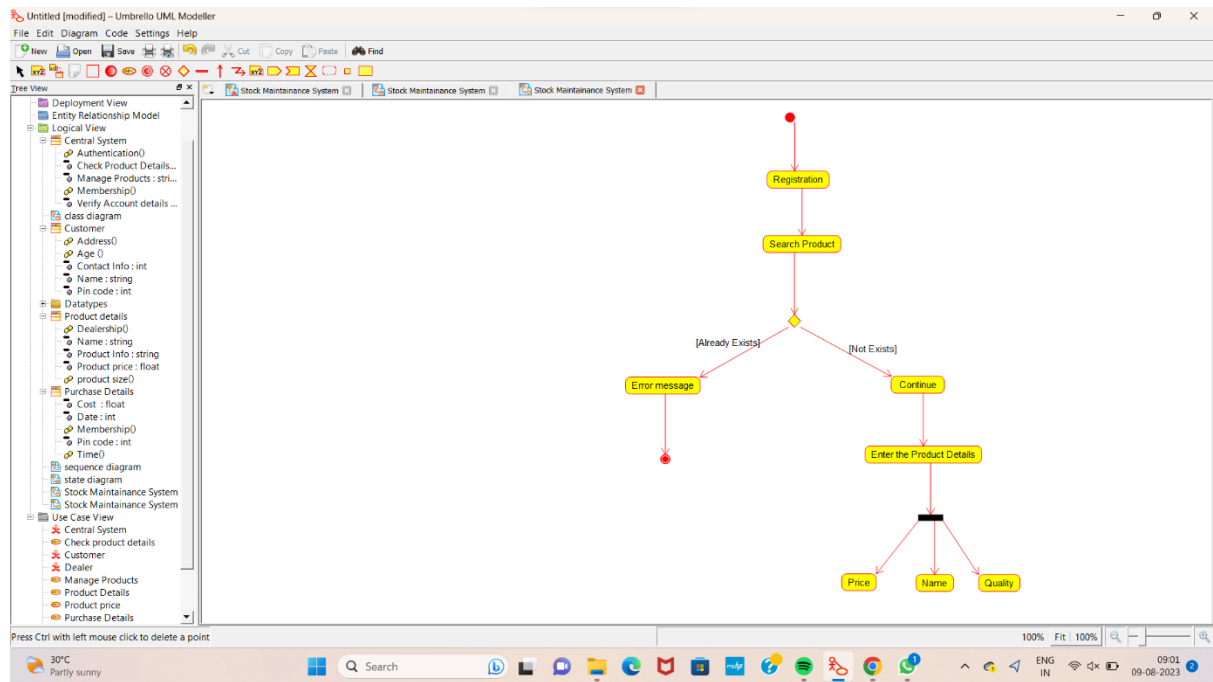 Untitled [modified] – Umbrello UML Modeller
File Edit Diagram Code Settings Help
New Open Save Cut Copy Paste Find
Tree View
Stock Maintainance System Stock Maintainance System Stock Maintainance System
Deployment View
Entity Relationship Model
Logical View
Central System
Authentication()
Check Product Details...
Manage Products : stri...
Membership()
Verify Account details ...
class diagram
Customer
Address()
Age ()
Contact Info : int
Name : string
Pin code : int
Datatypes
Product details
Dealership()
Name : string
Product Info : string
Product price : float
product size()
Purchase Details
Cost : float
Date : int
Membership()
Pin code : int
Time()
sequence diagram
state diagram
Stock Maintainance System
Stock Maintainance System
Use Case View
Central System
Check product details
Customer
Dealer
Manage Products
Product Details
Product price
Purchase Details
Registration
Search Product
[Already Exists]
[Not Exists]
Error message
Continue
Enter the Product Details
Price
Name
Quality
Press Ctrl with left mouse click to delete a point
100% Fit 100%
30°C
Partly sunny
Search
ENG
IN
09:01
09-08-2023
2